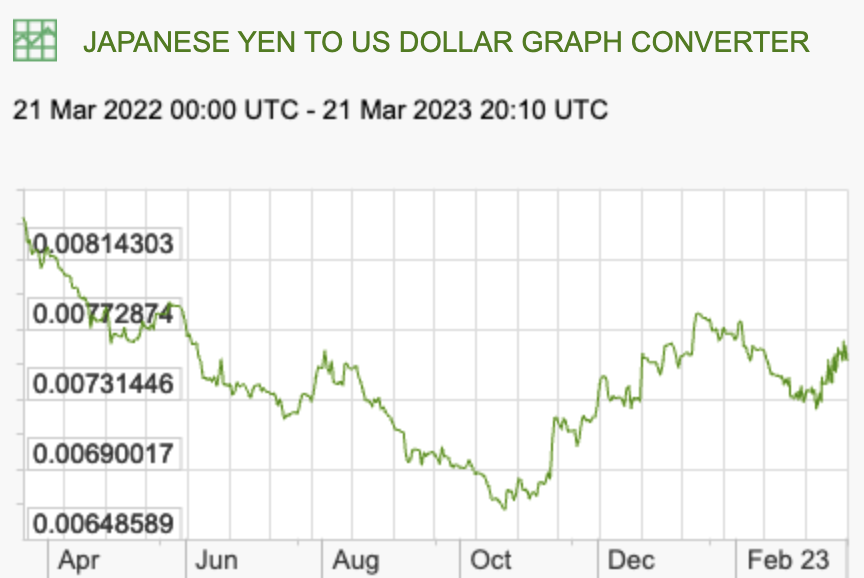 JAPANESE YEN TO US DOLLAR GRAPH CONVERTER
21 Mar 2022 00:00 UTC - 21 Mar 2023 20:10 UTC
0.00814303
0.00772874
0.00731446
0.00690017
0.00648589
Apr Jun Aug Oct Dec Feb 23